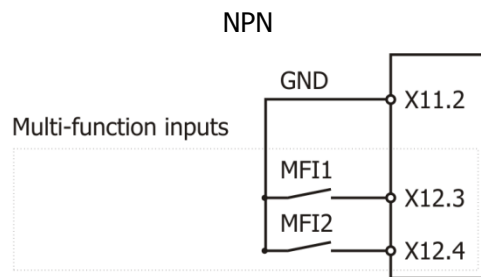 NPN
GND
X11.2
Multi-function inputs
MFI1
X12.3
MFI2
X12.4